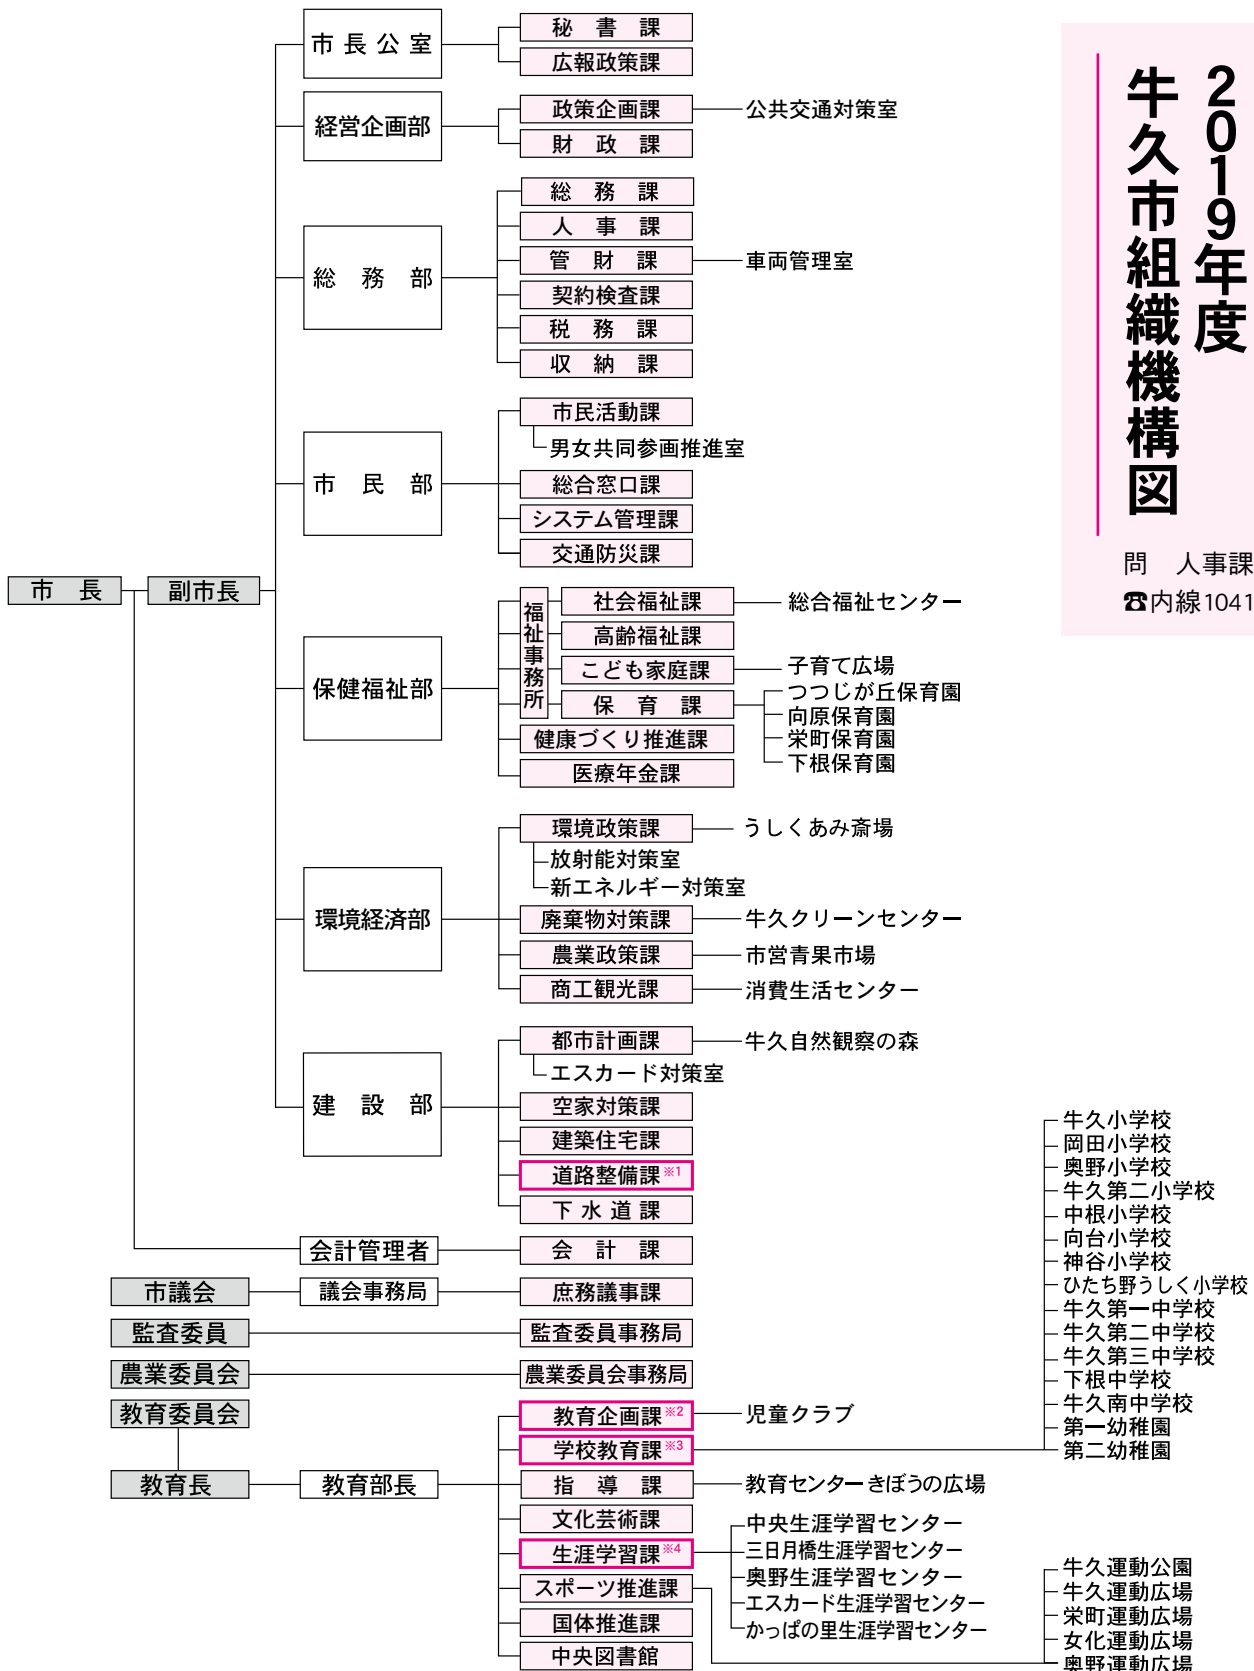 2019年度
牛久市組織機構図
問　人事課
☎内線1041
市長
副市長
市長公室
秘書課
広報政策課
経営企画部
政策企画課
公共交通対策室
財政課
総務部
総務課
人事課
管財課
車両管理室
契約検査課
税務課
収納課
市民部
市民活動課
男女共同参画推進室
総合窓口課
システム管理課
交通防災課
保健福祉部
福祉事務所
社会福祉課
総合福祉センター
高齢福祉課
こども家庭課
子育て広場
保育課
つつじが丘保育園
向原保育園
栄町保育園
下根保育園
健康づくり推進課
医療年金課
環境経済部
環境政策課
うしくあみ斎場
放射能対策室
新エネルギー対策室
廃棄物対策課
牛久クリーンセンター
農業政策課
市営青果市場
商工観光課
消費生活センター
建設部
都市計画課
牛久自然観察の森
エスカード対策室
空家対策課
建築住宅課
道路整備課※1
下水道課
会計管理者
会計課
市議会
議会事務局
庶務議事課
監査委員
監査委員事務局
農業委員会
農業委員会事務局
教育委員会
教育長
教育部長
教育企画課※2
児童クラブ
学校教育課※3
牛久小学校
岡田小学校
奥野小学校
牛久第二小学校
中根小学校
向台小学校
神谷小学校
ひたち野うしく小学校
牛久第一中学校
牛久第二中学校
牛久第三中学校
下根中学校
牛久南中学校
第一幼稚園
第二幼稚園
指導課
教育センターきぼうの広場
文化芸術課
生涯学習課※4
中央生涯学習センター
三日月橋生涯学習センター
奥野生涯学習センター
エスカード生涯学習センター
かっぱの里生涯学習センター
スポーツ推進課
牛久運動公園
牛久運動広場
栄町運動広場
女化運動広場
奥野運動広場
国体推進課
中央図書館